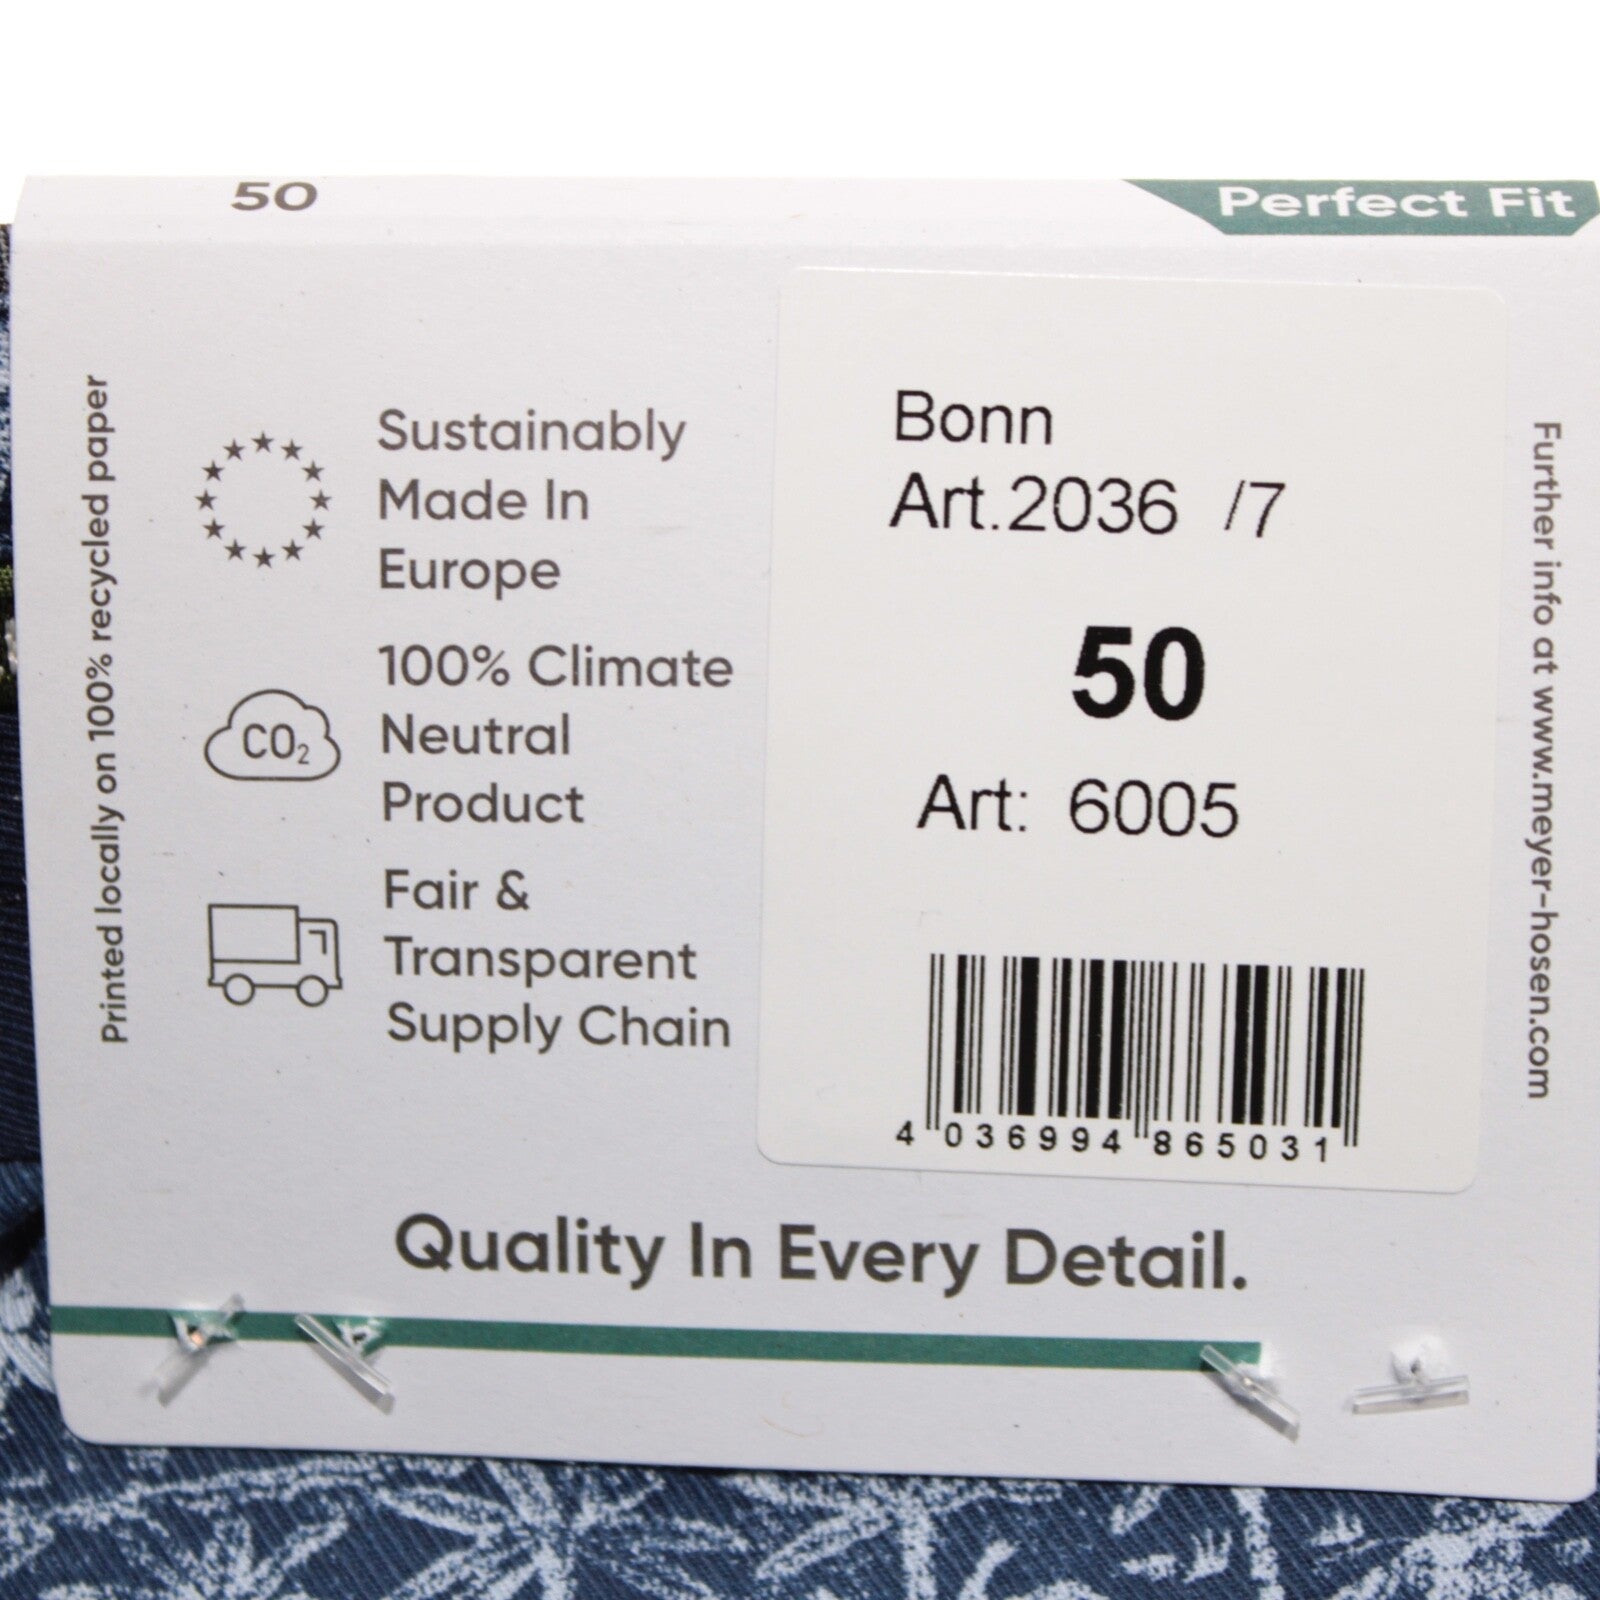 50
Perfect Fit
Printed locally on 100% recycled paper
Sustainably
Made In
Europe
CO₂
100% Climate
Neutral
Product
Fair &
Transparent
Supply Chain
Bonn
Art.2036 /7
50
Art: 6005
4 036994 865031
Further info at www.meyer-hosen.com
Quality In Every Detail.